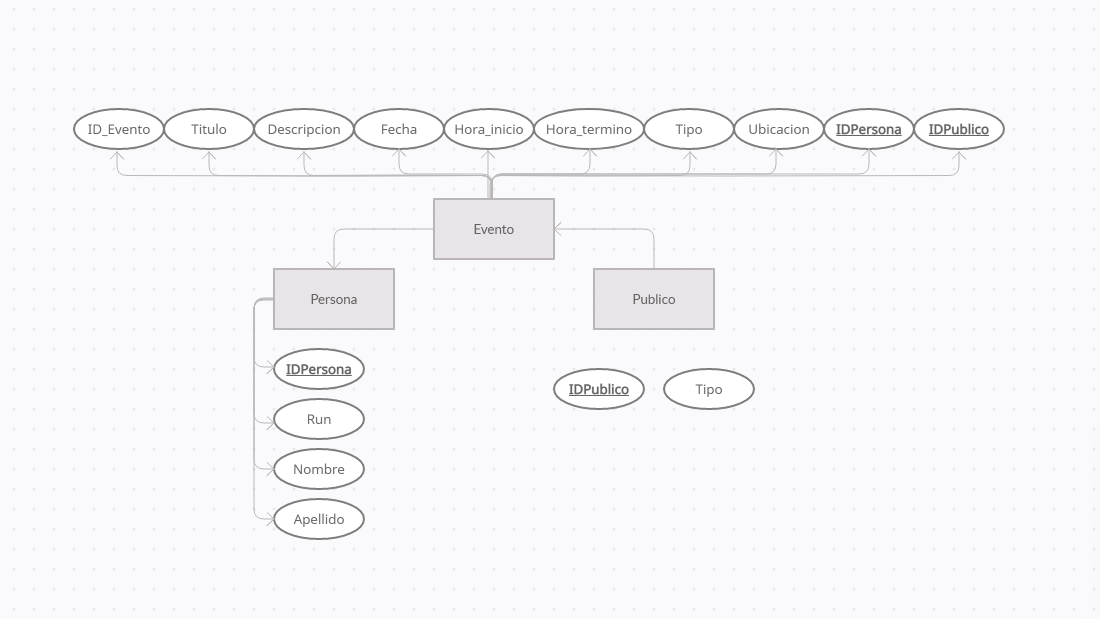 ID_Evento
Titulo
Descripcion
Fecha
Hora_inicio
Hora_termino
Tipo
Ubicacion
IDPersona
IDPublico
Evento
Persona
Publico
IDPersona
Run
Nombre
Apellido
IDPublico
Tipo